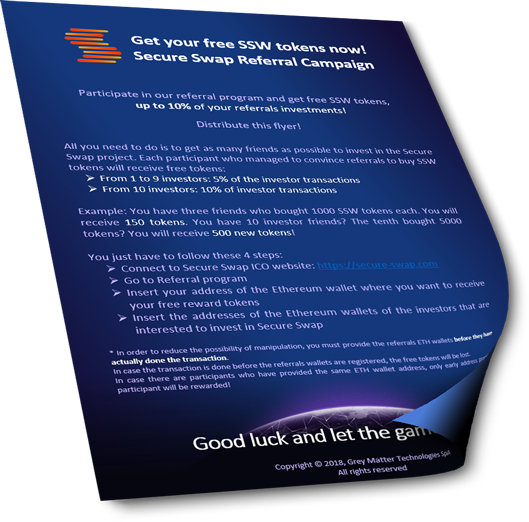 Get your free SSW tokens now!
Secure Swap Referral Campaign
Participate in our referral program and get free SSW tokens,
up to 10% of your referrals investments!
Distribute this flyer!
All you need to do is to get as many friends as possible to invest in the Secure
Swap project. Each participant who managed to convince referrals to buy SSW
tokens will receive free tokens:
➢ From 1 to 9 investors: 5% of the investor transactions
➢ From 10 investors: 10% of investor transactions
Example: You have three friends who bought 1000 SSW tokens each. You will
receive 150 tokens. You have 10 investor friends? The tenth bought 5000
tokens? You will receive 500 new tokens!
You just have to follow these 4 steps:
➢ Connect to Secure Swap ICO website: https://secure-swap.com
➢ Go to Referral program
➢ Insert your address of the Ethereum wallet where you want to receive
your free reward tokens
➢ Insert the addresses of the Ethereum wallets of the investors that are
interested to invest in Secure Swap
* In order to reduce the possibility of manipulation, you must provide the referrals ETH wallets before they have
actually done the transaction.
In case the transaction is done before the referrals wallets are registered, the free tokens will be lost.
In case there are participants who have provided the same ETH wallet address, only early address
participant will be rewarded!
Good luck and let the
Copyright © 2018, Grey Matter Technologies SpA
All rights reserved